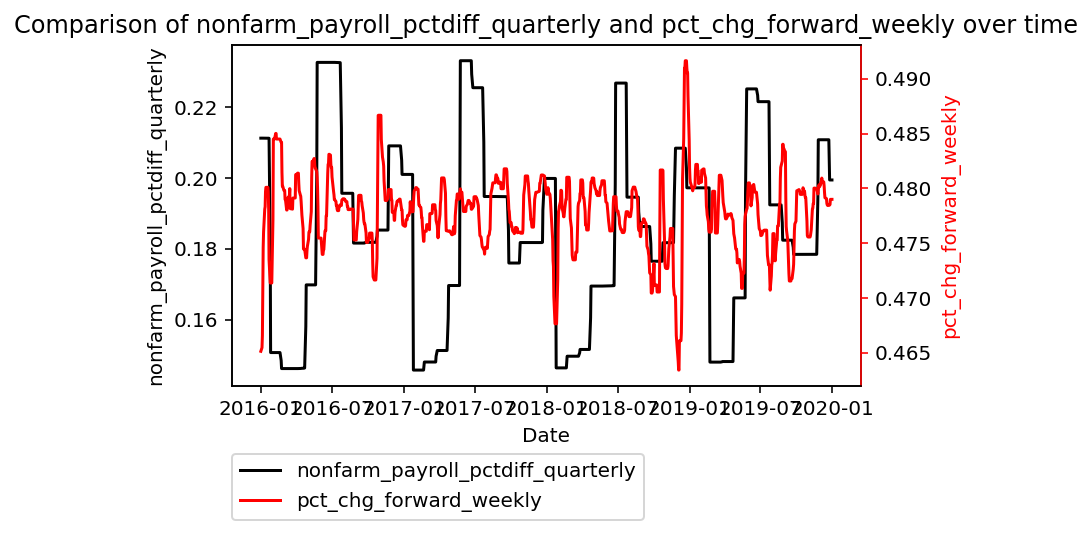 Comparison of nonfarm_payroll_pctdiff_quarterly and pct_chg_forward_weekly over time
nonfarm_payroll_pctdiff_quarterly
0.22
0.20
0.18
0.16
0.490
0.485
0.480
0.475
0.470
0.465
pct_chg_forward_weekly
2016-01 2016-07 2017-01 2017-07 2018-01 2018-07 2019-01 2019-07 2020-01
Date
nonfarm_payroll_pctdiff_quarterly
pct_chg_forward_weekly